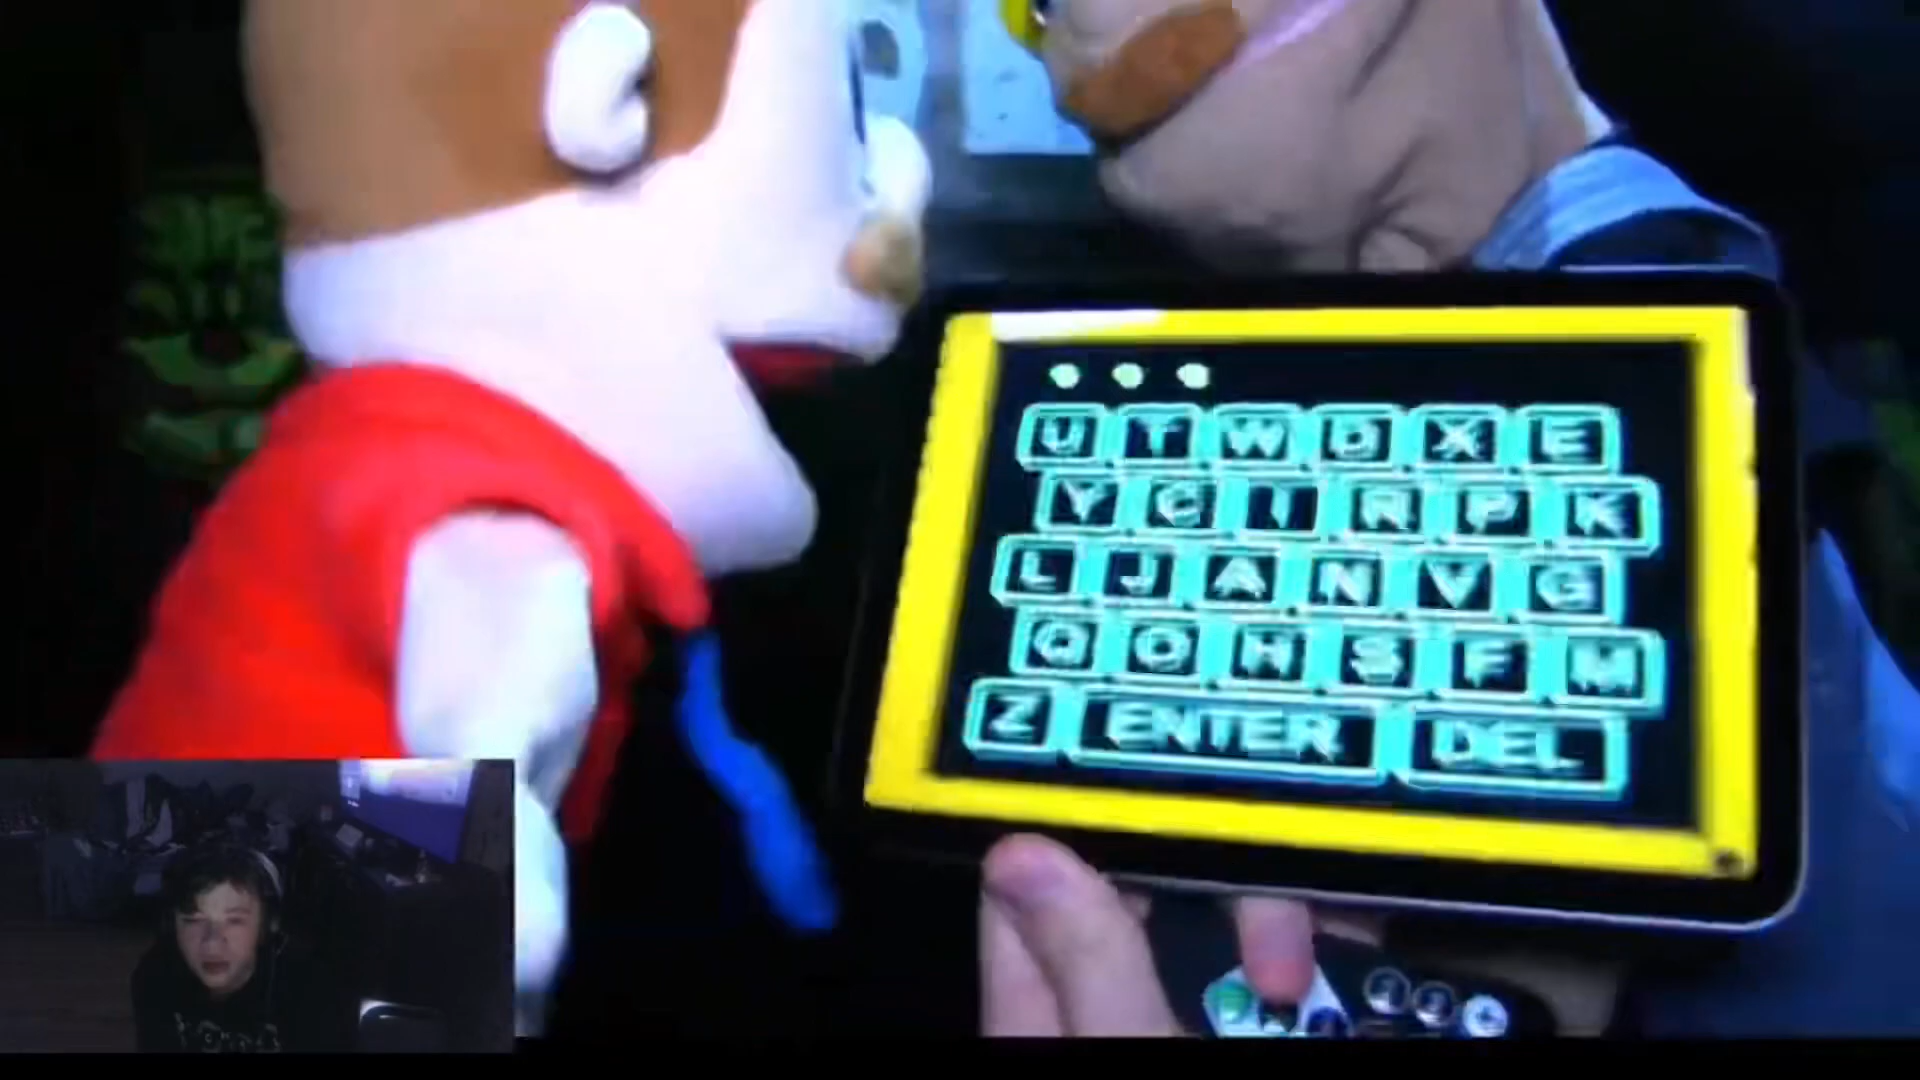 U T W D X E
Y C I R P K
L J A N V G
Q O H S F M
Z ENTER DEL